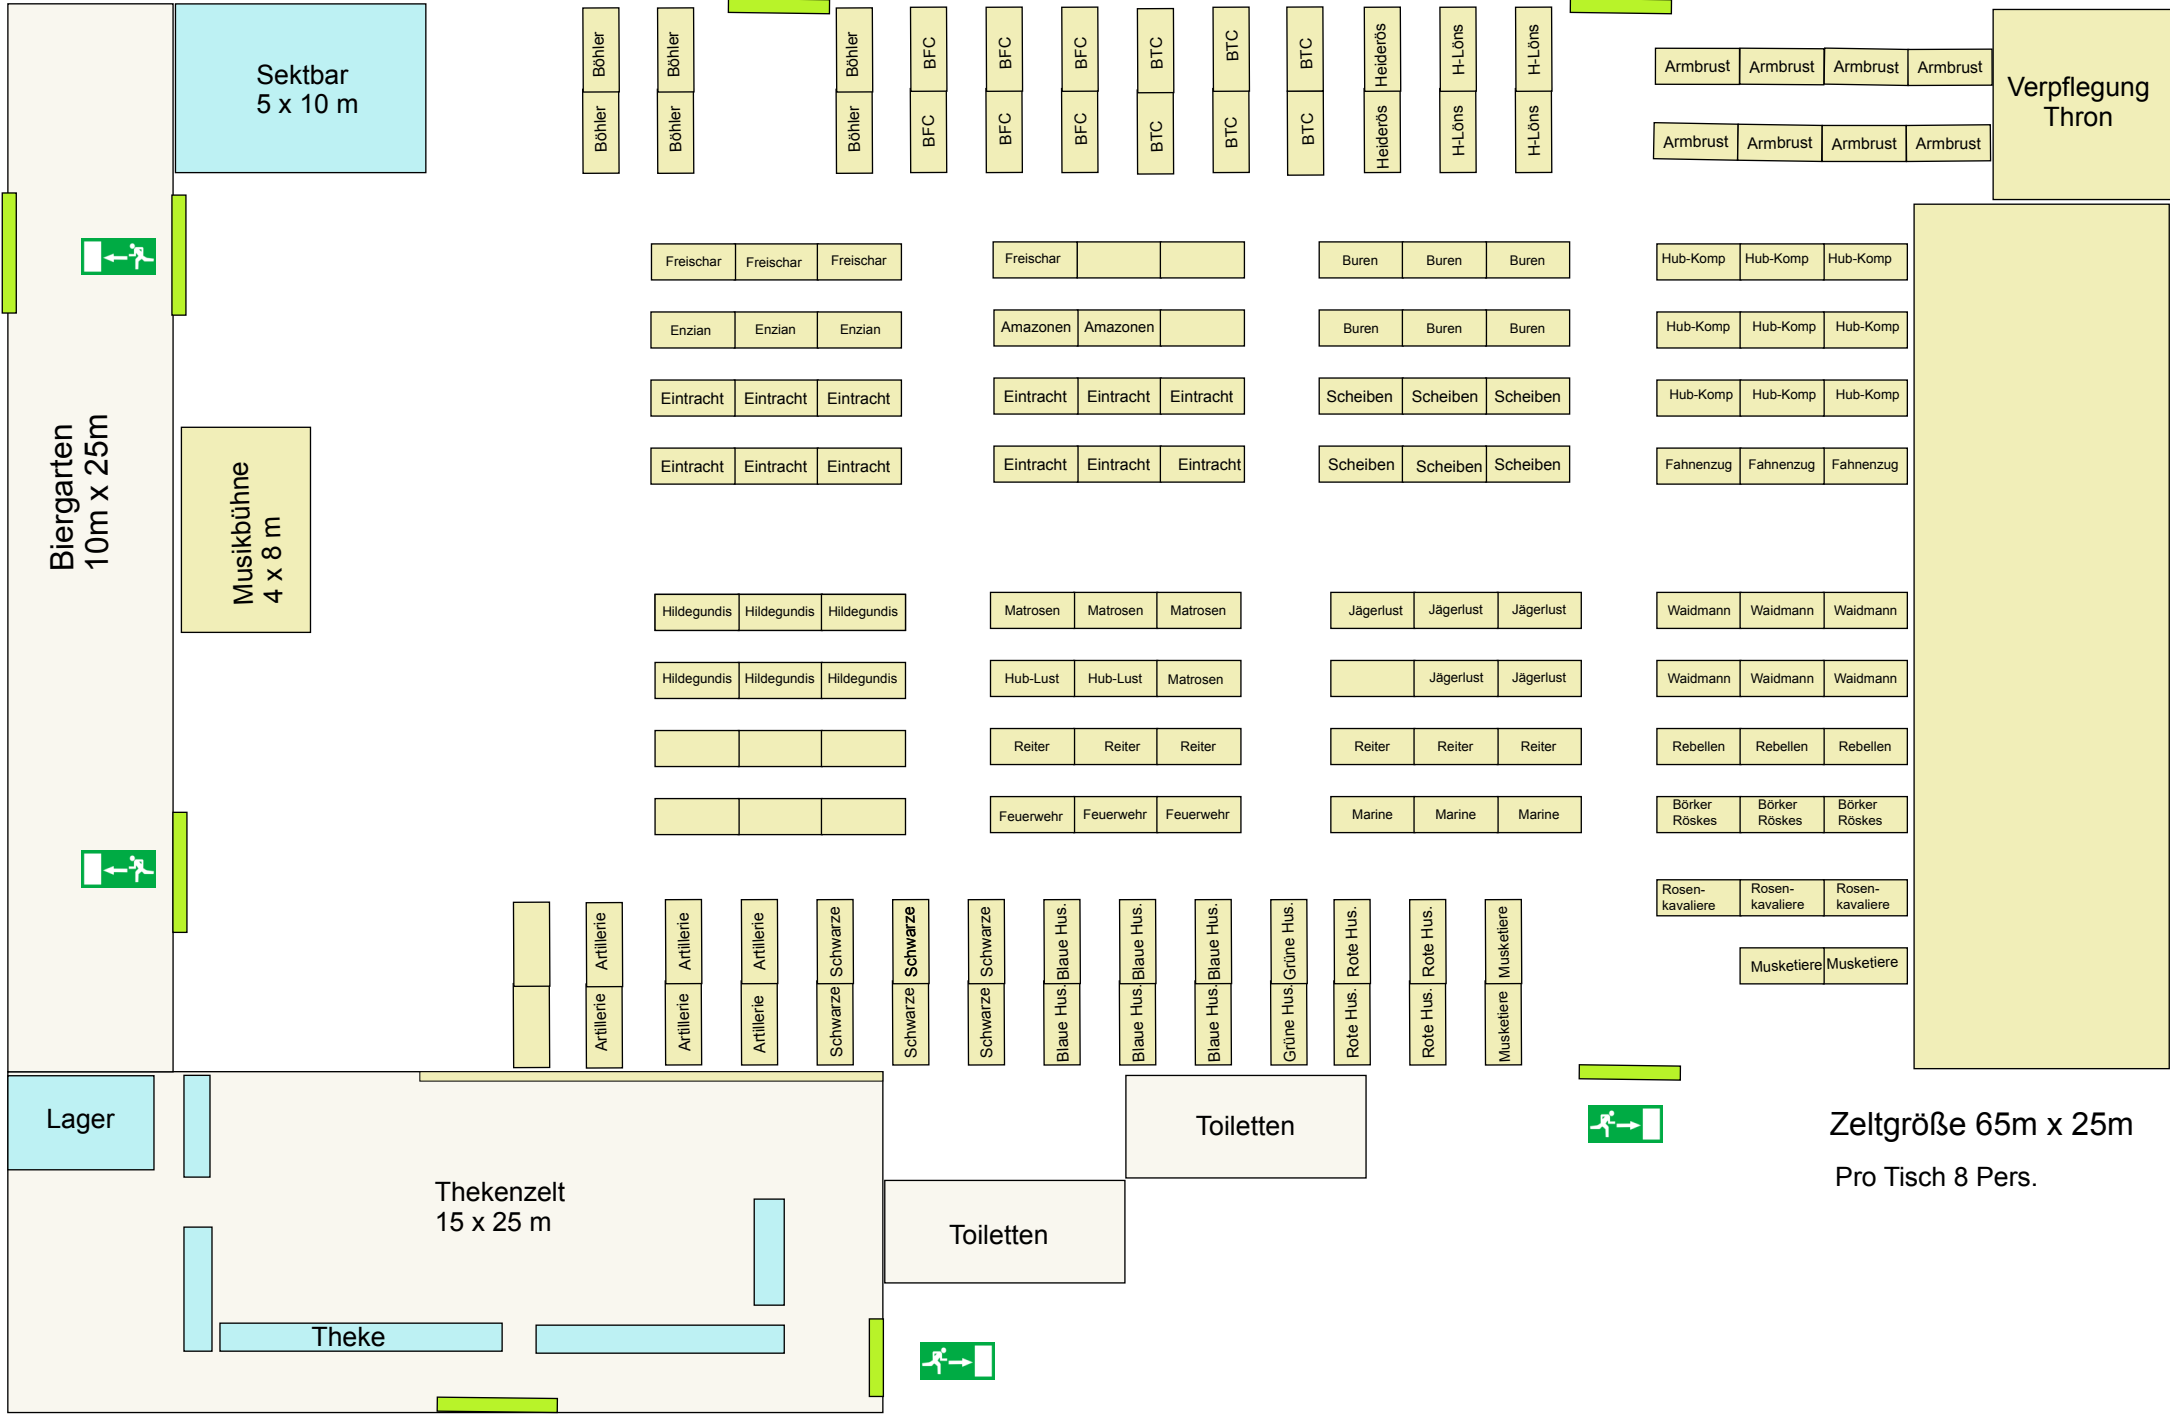 Sektbar
5 x 10 m
Böhler
Böhler
Böhler
BFC
BFC
BFC
BTC
BTC
BTC
Heiderös
H-Löns
H-Löns
Böhler
Böhler
Böhler
BFC
BFC
BFC
BTC
BTC
BTC
Heiderös
H-Löns
H-Löns
Armbrust Armbrust Armbrust Armbrust
Armbrust Armbrust Armbrust Armbrust
Verpflegung
Thron
Freischar Freischar Freischar
Freischar
Buren Buren Buren
Hub-Komp Hub-Komp Hub-Komp
Enzian Enzian Enzian
Amazonen Amazonen
Buren Buren Buren
Hub-Komp Hub-Komp Hub-Komp
Eintracht Eintracht Eintracht
Eintracht Eintracht Eintracht
Scheiben Scheiben Scheiben
Hub-Komp Hub-Komp Hub-Komp
Eintracht Eintracht Eintracht
Eintracht Eintracht Eintracht
Scheiben Scheiben Scheiben
Fahnenzug Fahnenzug Fahnenzug
Biergarten
10m x 25m
Musikbühne
4 x 8 m
Hildegundis Hildegundis Hildegundis
Matrosen Matrosen Matrosen
Jägerlust Jägerlust Jägerlust
Waidmann Waidmann Waidmann
Hildegundis Hildegundis Hildegundis
Hub-Lust Hub-Lust Matrosen
Jägerlust Jägerlust
Waidmann Waidmann Waidmann
Reiter Reiter Reiter
Reiter Reiter Reiter
Rebellen Rebellen Rebellen
Feuerwehr Feuerwehr Feuerwehr
Marine Marine Marine
Börker Börker Börker
Röskes Röskes Röskes
Rosen- Rosen- Rosen-
kavaliere kavaliere kavaliere
Musketiere Musketiere
Artillerie
Artillerie
Artillerie
Schwarze
Schwarze
Schwarze
Blaue Hus.
Blaue Hus.
Blaue Hus.
Grüne Hus.
Rote Hus.
Rote Hus.
Musketiere
Artillerie
Artillerie
Artillerie
Schwarze
Schwarze
Schwarze
Blaue Hus.
Blaue Hus.
Blaue Hus.
Grüne Hus.
Rote Hus.
Rote Hus.
Musketiere
Lager
Thekenzelt
15 x 25 m
Theke
Toiletten
Toiletten
Zeltgröße 65m x 25m
Pro Tisch 8 Pers.